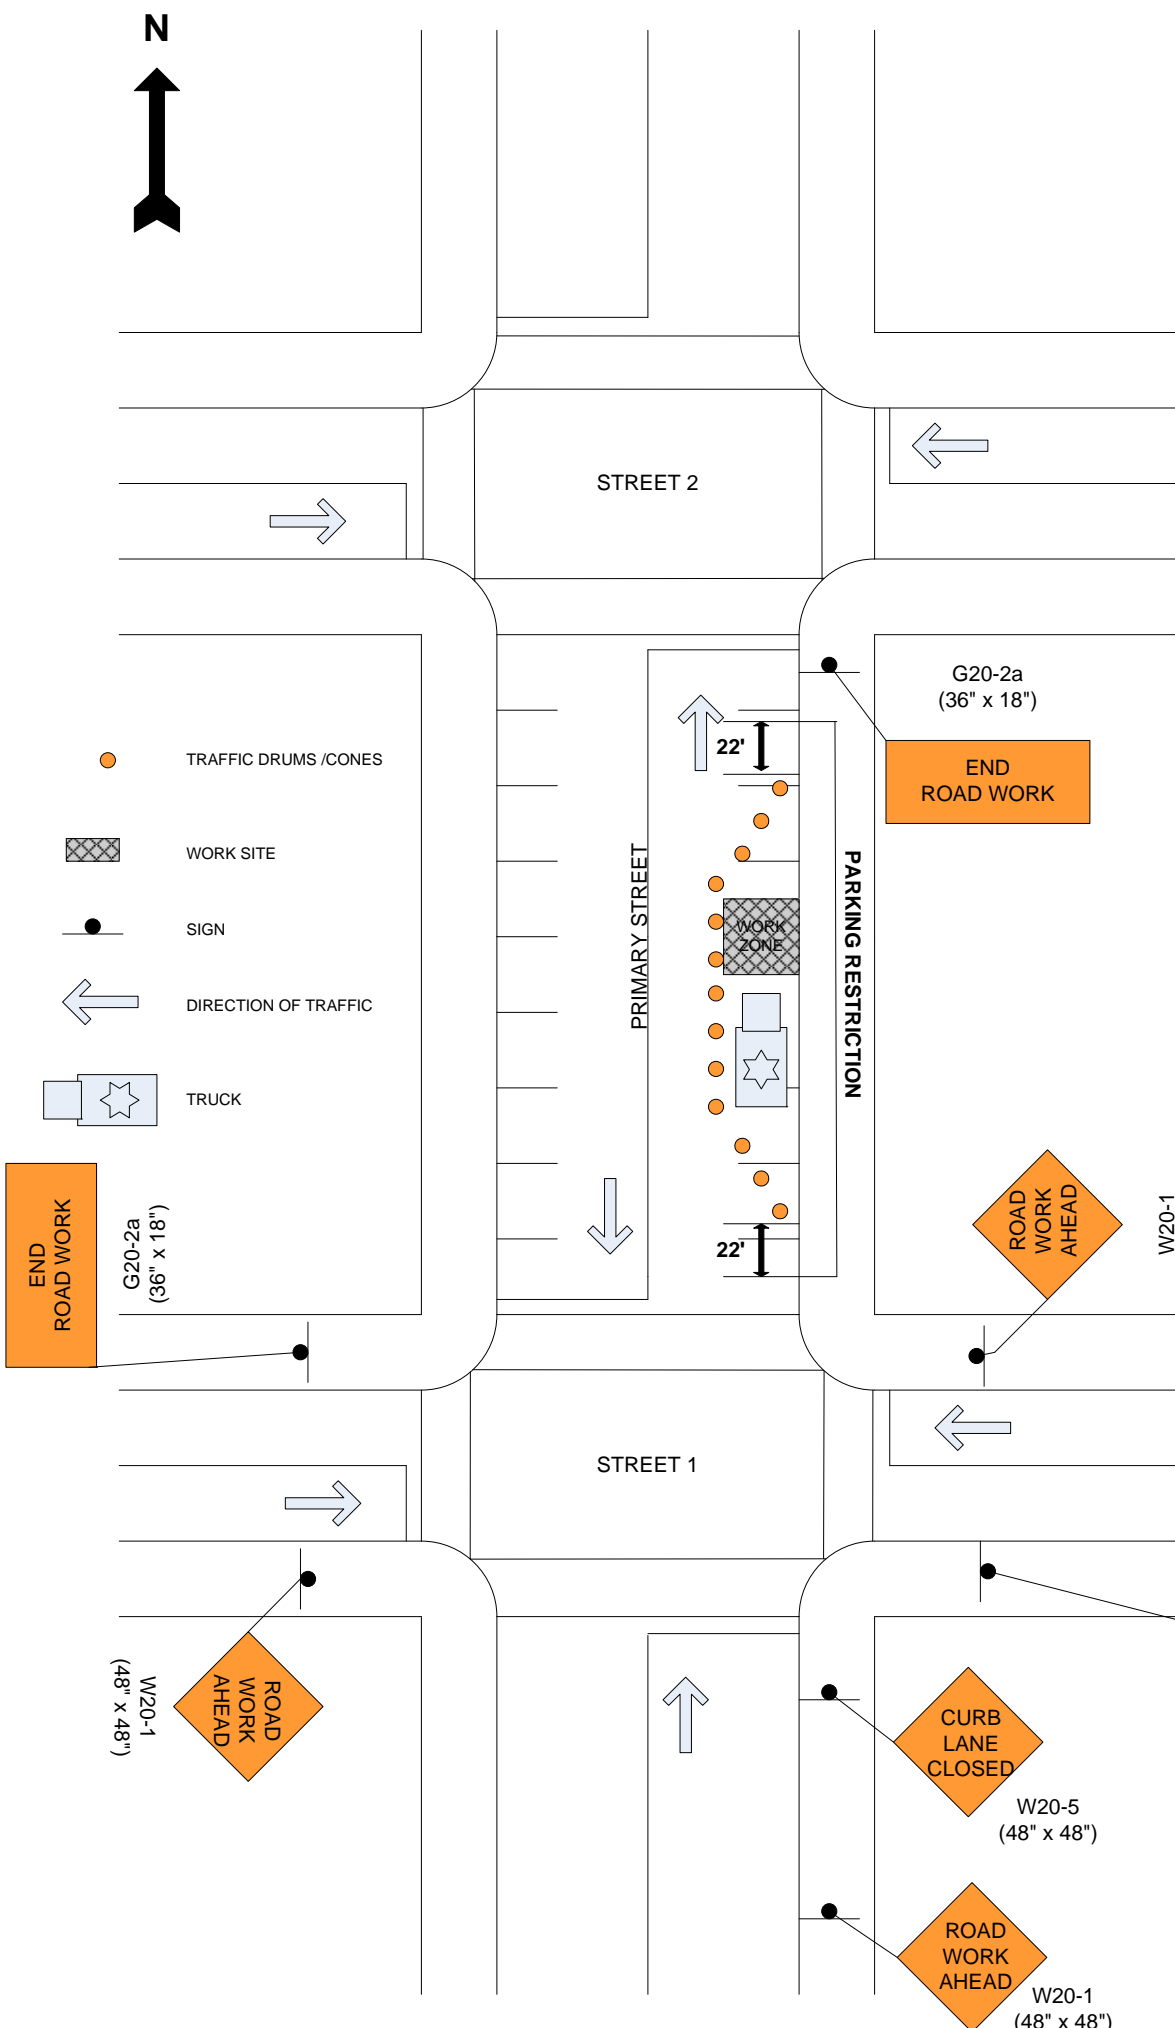 N
STREET 2
G20-2a
(36" x 18")
END
ROAD WORK
22'
TRAFFIC DRUMS /CONES
WORK SITE
SIGN
DIRECTION OF TRAFFIC
TRUCK
PRIMARY STREET
WORK
ZONE
PARKING RESTRICTION
END
ROAD WORK
G20-2a
(36" x 18")
22'
ROAD
WORK
AHEAD
W20-1
STREET 1
ROAD
WORK
AHEAD
W20-1
(48" x 48")
CURB
LANE
CLOSED
W20-5
(48" x 48")
ROAD
WORK
AHEAD
W20-1
(48" x 48")